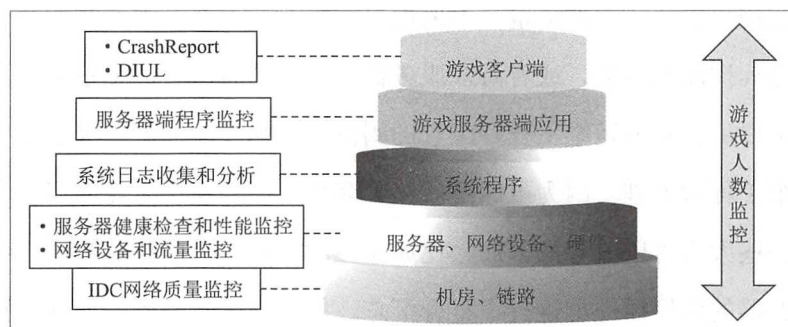 • CrashReport
• DIUL
游戏客户端
服务器端程序监控
游戏服务器端应用
系统日志收集和分析
系统程序
• 服务器健康检查和性能监控
• 网络设备和流量监控
服务器、网络设备、硬件
IDC网络质量监控
机房、链路
游戏人数监控